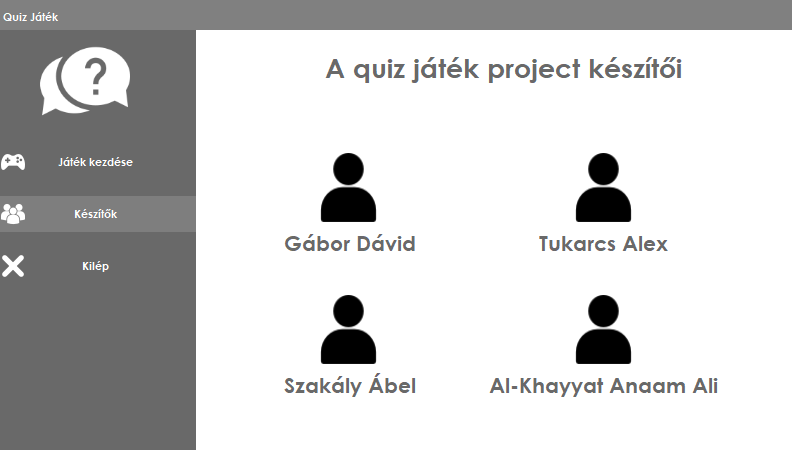 Quiz Játék
?
Játék kezdése
Készítők
Kilép
A quiz játék project készítői
Gábor Dávid
Tukarcs Alex
Szakály Ábel
Al-Khayyat Anaam Ali